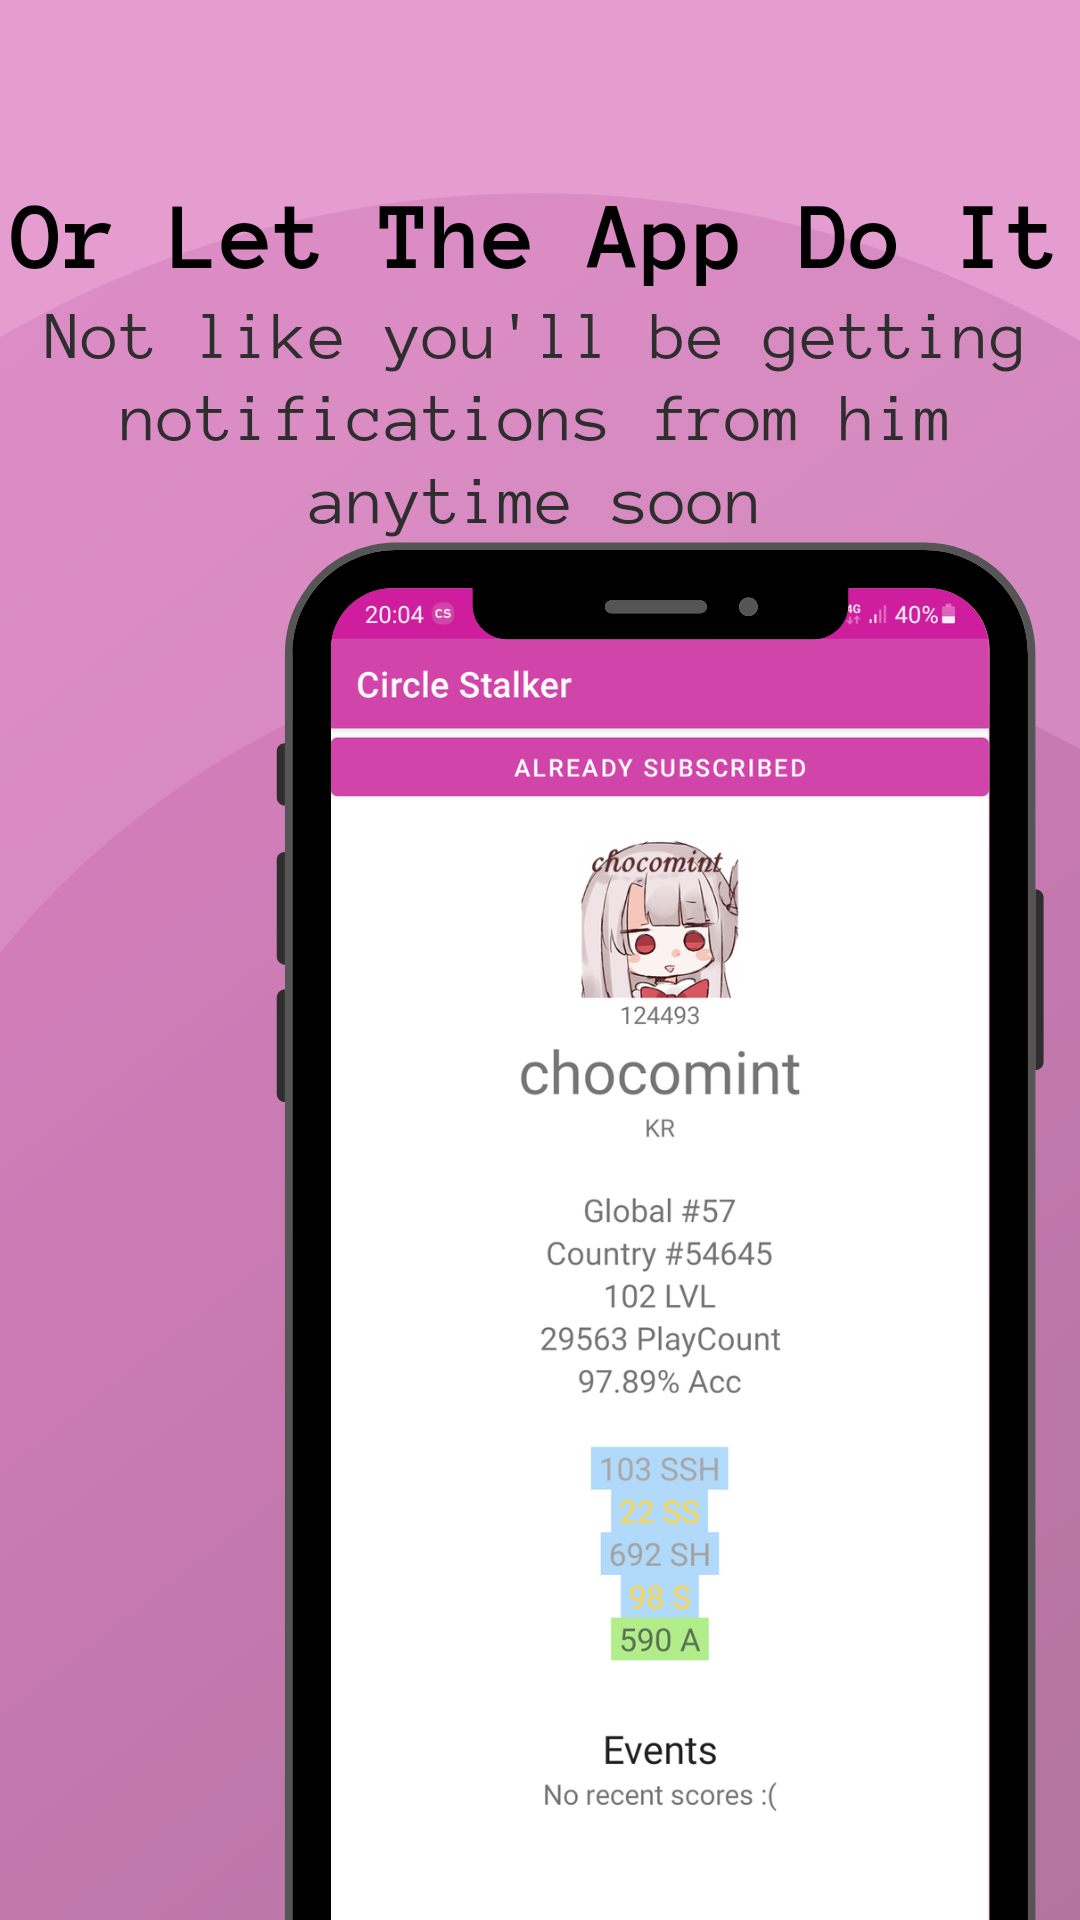 Or Let The App Do It
Not like you'll be getting
notifications from him
anytime soon
20:04 CS 4G 40%
Circle Stalker
ALREADY SUBSCRIBED
chocomint
124493
chocomint
KR
Global #57
Country #54645
102 LVL
29563 PlayCount
97.89% Acc
103 SSH
22 SS
692 SH
98 S
590 A
Events
No recent scores :(